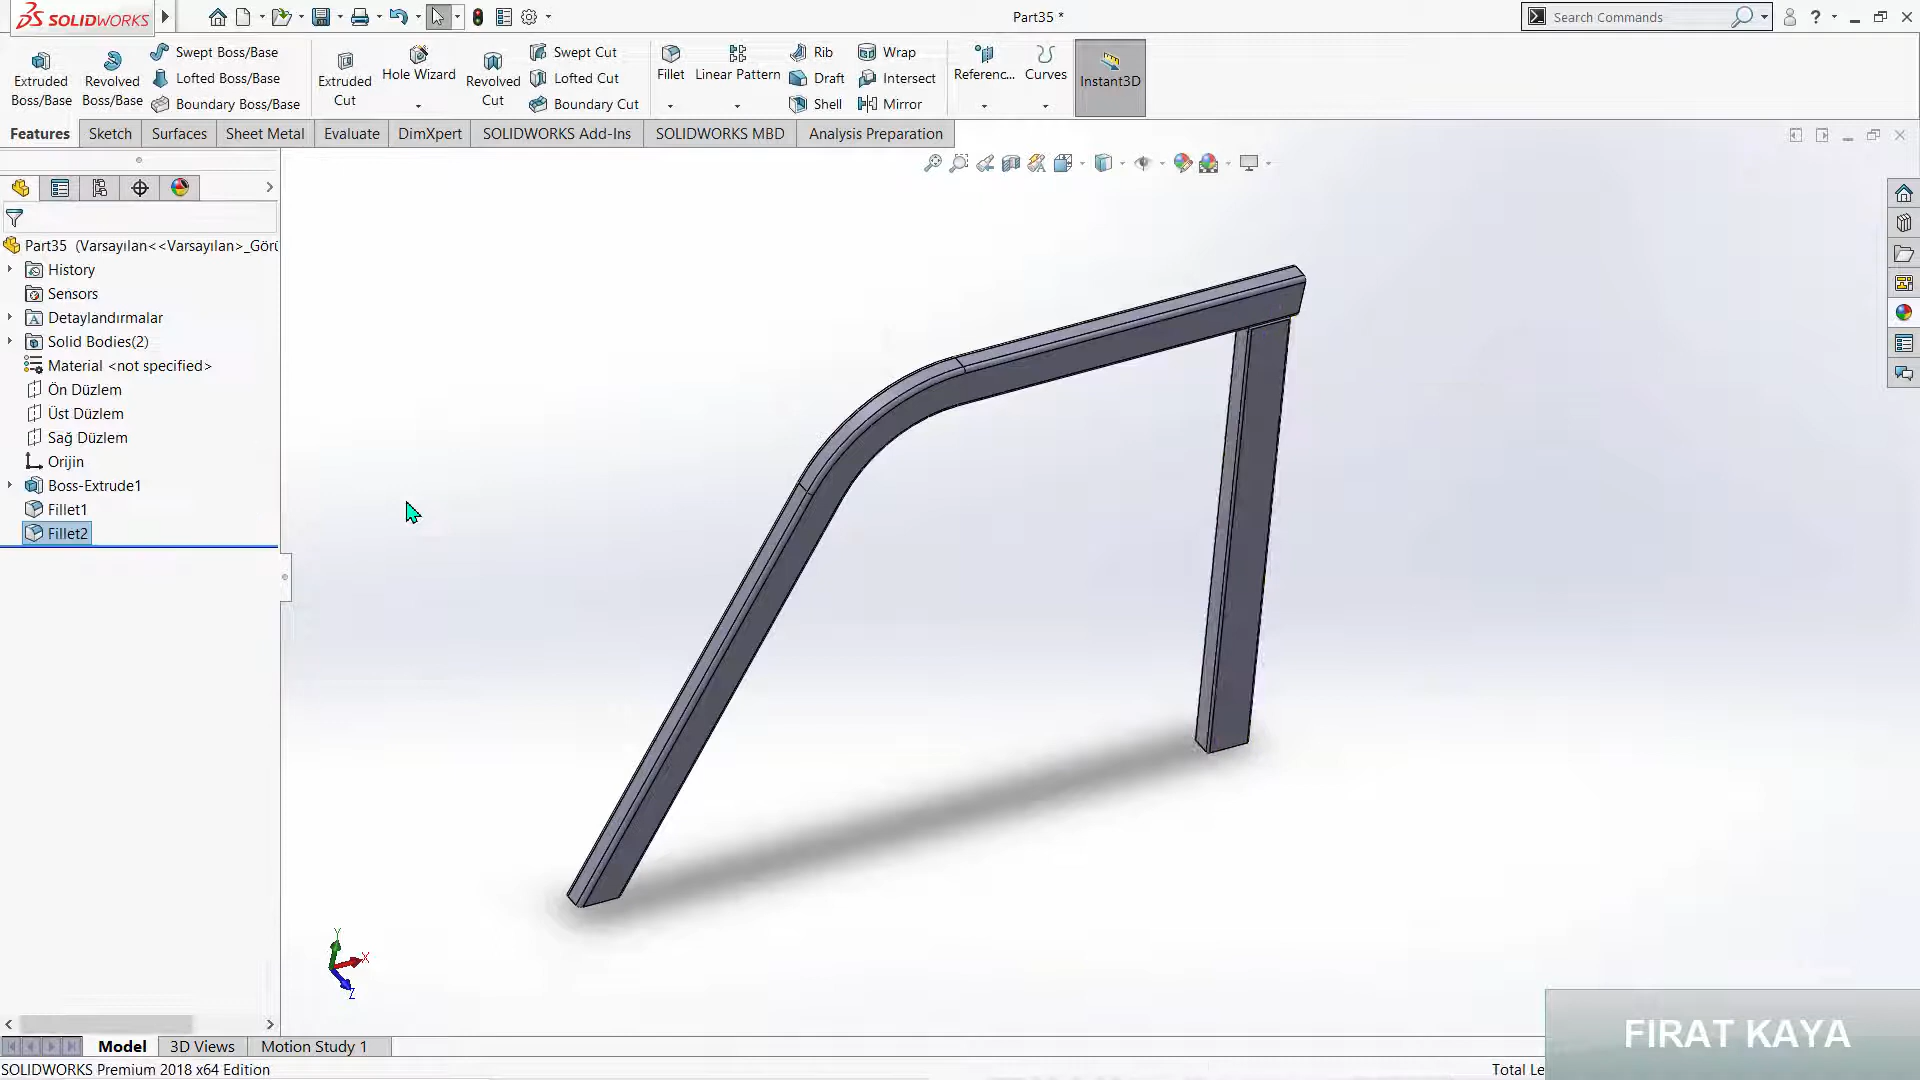 SOLIDWORKS
Part35 *
Search Commands
Extruded Boss/Base
Revolved Boss/Base
Swept Boss/Base
Lofted Boss/Base
Boundary Boss/Base
Extruded Cut
Hole Wizard
Revolved Cut
Swept Cut
Lofted Cut
Boundary Cut
Fillet
Linear Pattern
Rib
Draft
Shell
Wrap
Intersect
Mirror
Referenc...
Curves
Instant3D
Features
Sketch
Surfaces
Sheet Metal
Evaluate
DimXpert
SOLIDWORKS Add-Ins
SOLIDWORKS MBD
Analysis Preparation
Part35 (Varsayılan<<Varsayılan>_Görü
History
Sensors
Detaylandırmalar
Solid Bodies(2)
Material <not specified>
Ön Düzlem
Üst Düzlem
Sağ Düzlem
Orijin
Boss-Extrude1
Fillet1
Fillet2
Y
X
Z
Model
3D Views
Motion Study 1
SOLIDWORKS Premium 2018 x64 Edition
Total Le
FIRAT KAYA